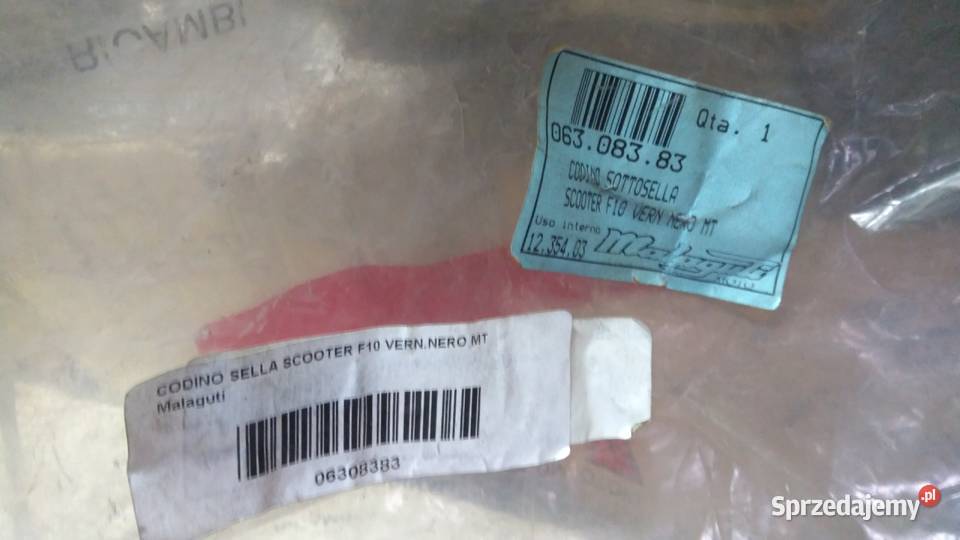 RICAMBI
Qta. 1
063.083.83
CODINO SOTTOSELLA
SCOOTER F10 VERN NERO MT
Uso interno
12.354.03
Malaguti
CODINO SELLA SCOOTER F10 VERN.NERO MT
Malaguti
06308383
Sprzedajemy.pl